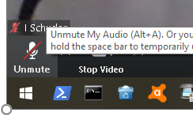 I Schuler
Unmute My Audio (Alt+A). Or you
hold the space bar to temporarily
Unmute
Stop Video